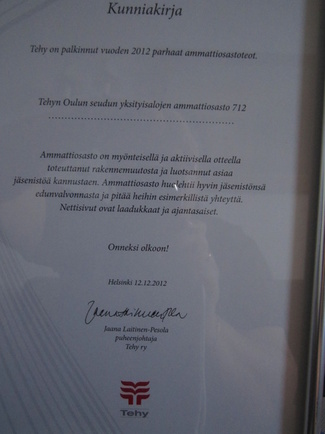 Kunniakirja
Tehy on palkinnut vuoden 2012 parhaat ammattiosastoteot.
Tehyn Oulun seudun yksityisalojen ammattiosasto 712
Ammattiosasto on myönteisellä ja aktiivisella otteella
toteuttanut rakennemuutosta ja luotsannut asiaa
jäsenistöä kannustaen. Ammattiosasto huolehtii hyvin jäsenistönsä
edunvalvonnasta ja pitää heihin esimerkillistä yhteyttä.
Nettisivut ovat laadukkaat ja ajantasaiset.
Onneksi olkoon!
Helsinki 12.12.2012
Jaana Laitinen-Pesola
puheenjohtaja
Tehy ry
Tehy